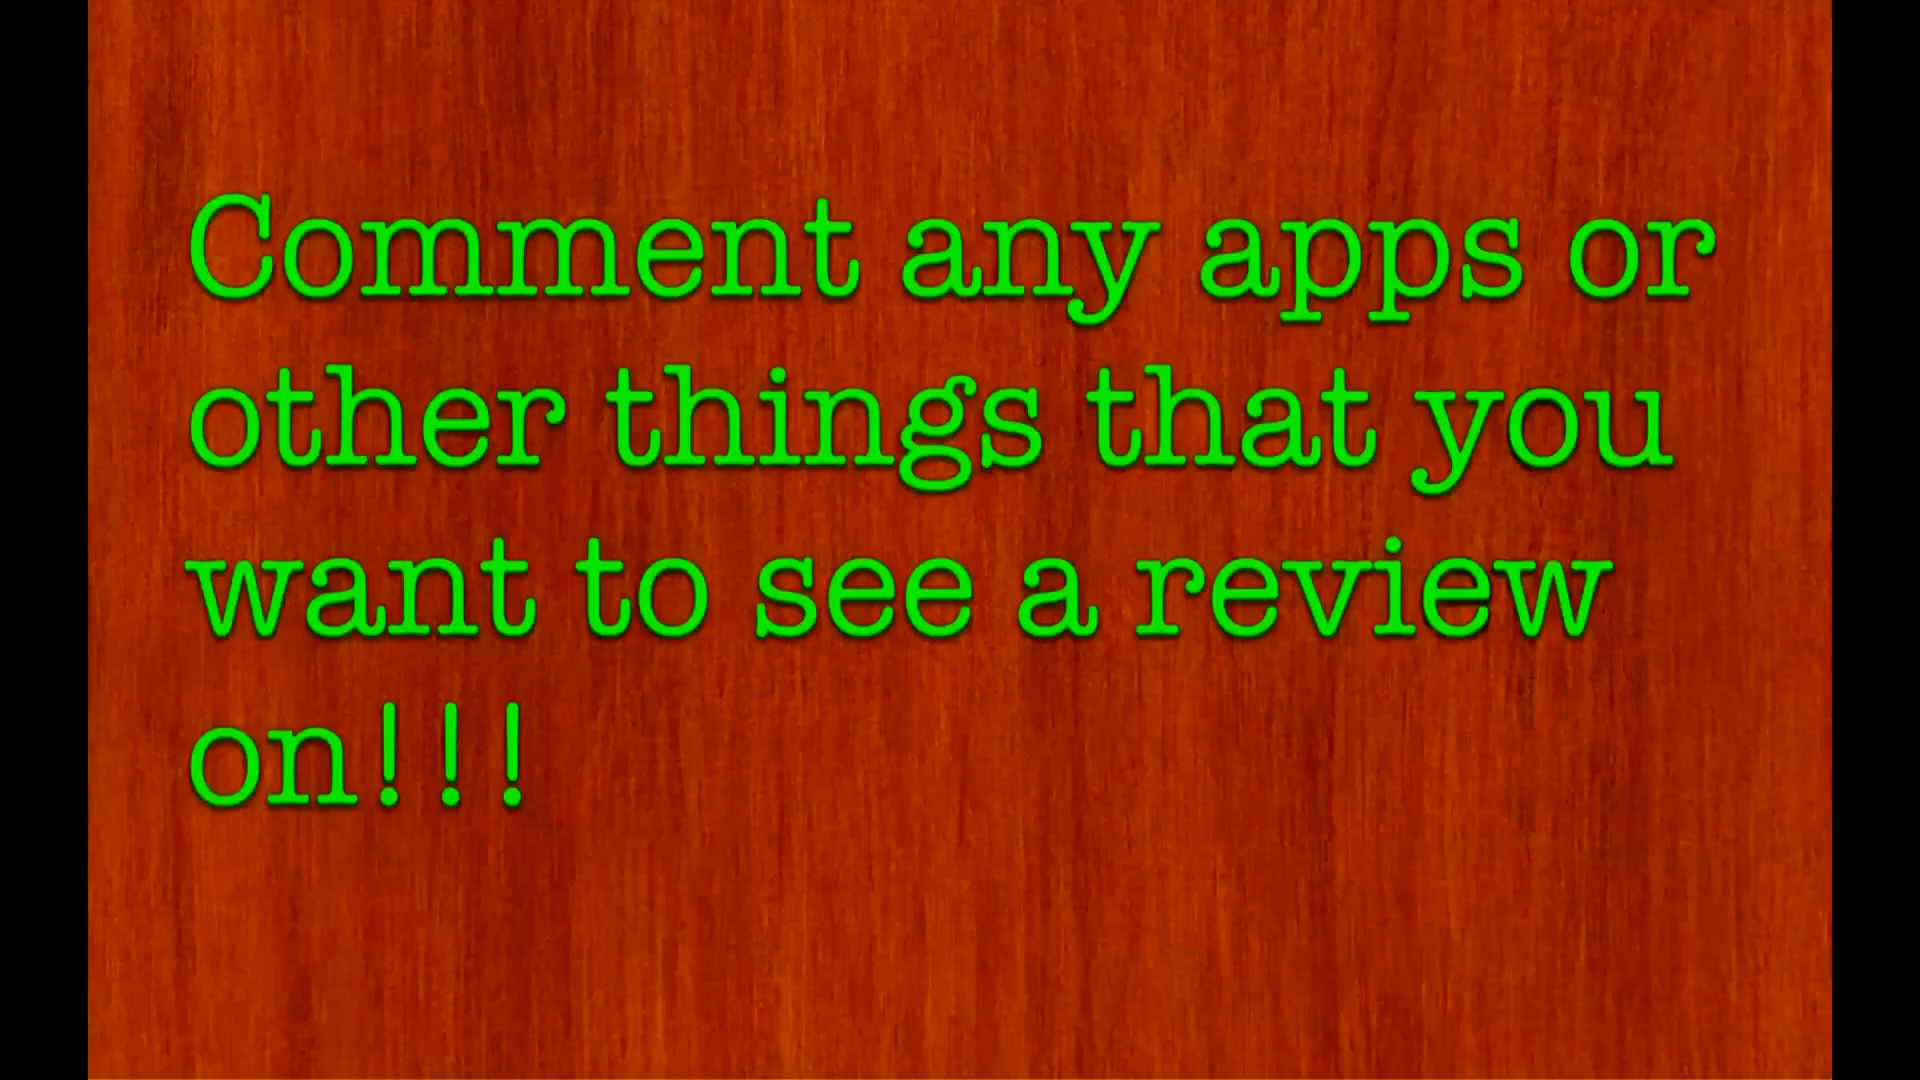 Comment any apps or
other things that you
want to see a review
on!!!